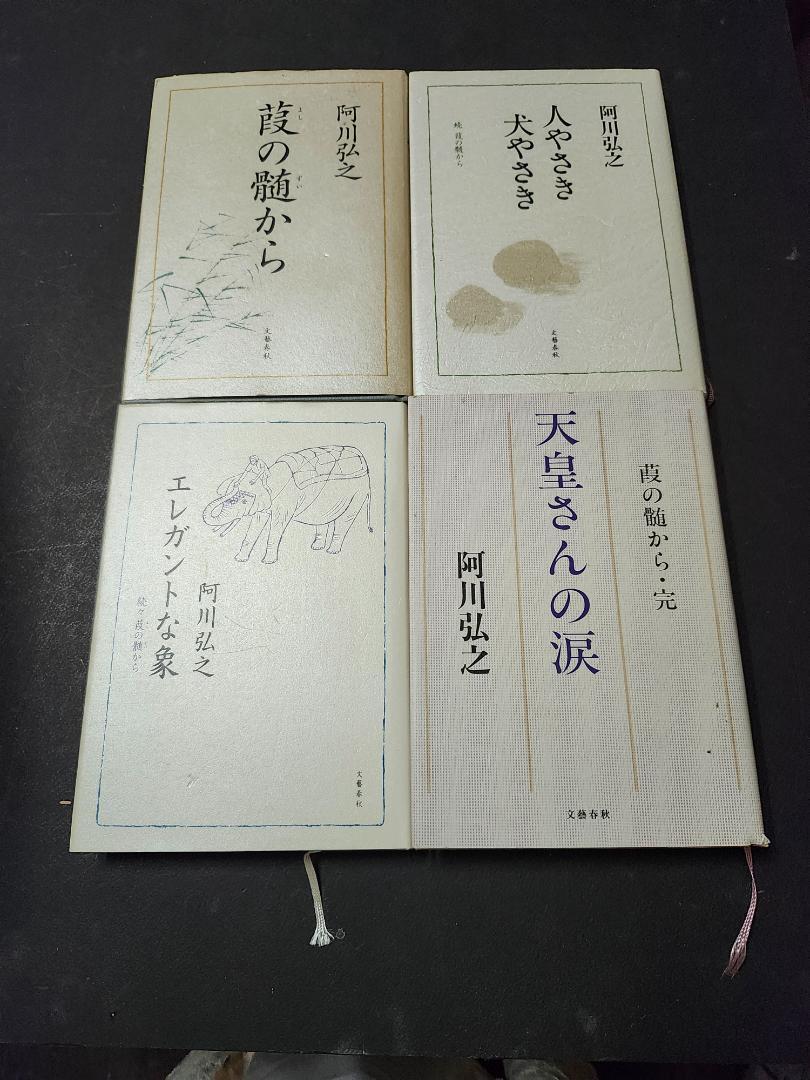 阿川弘之
葭の髄から
よし
ずい
文藝春秋
阿川弘之
人やさき
犬やさき
続 葭の髄から
文藝春秋
エレガントな象
阿川弘之
続々 葭の髄から
文藝春秋
葭の髄から・完
天皇さんの涙
阿川弘之
文藝春秋